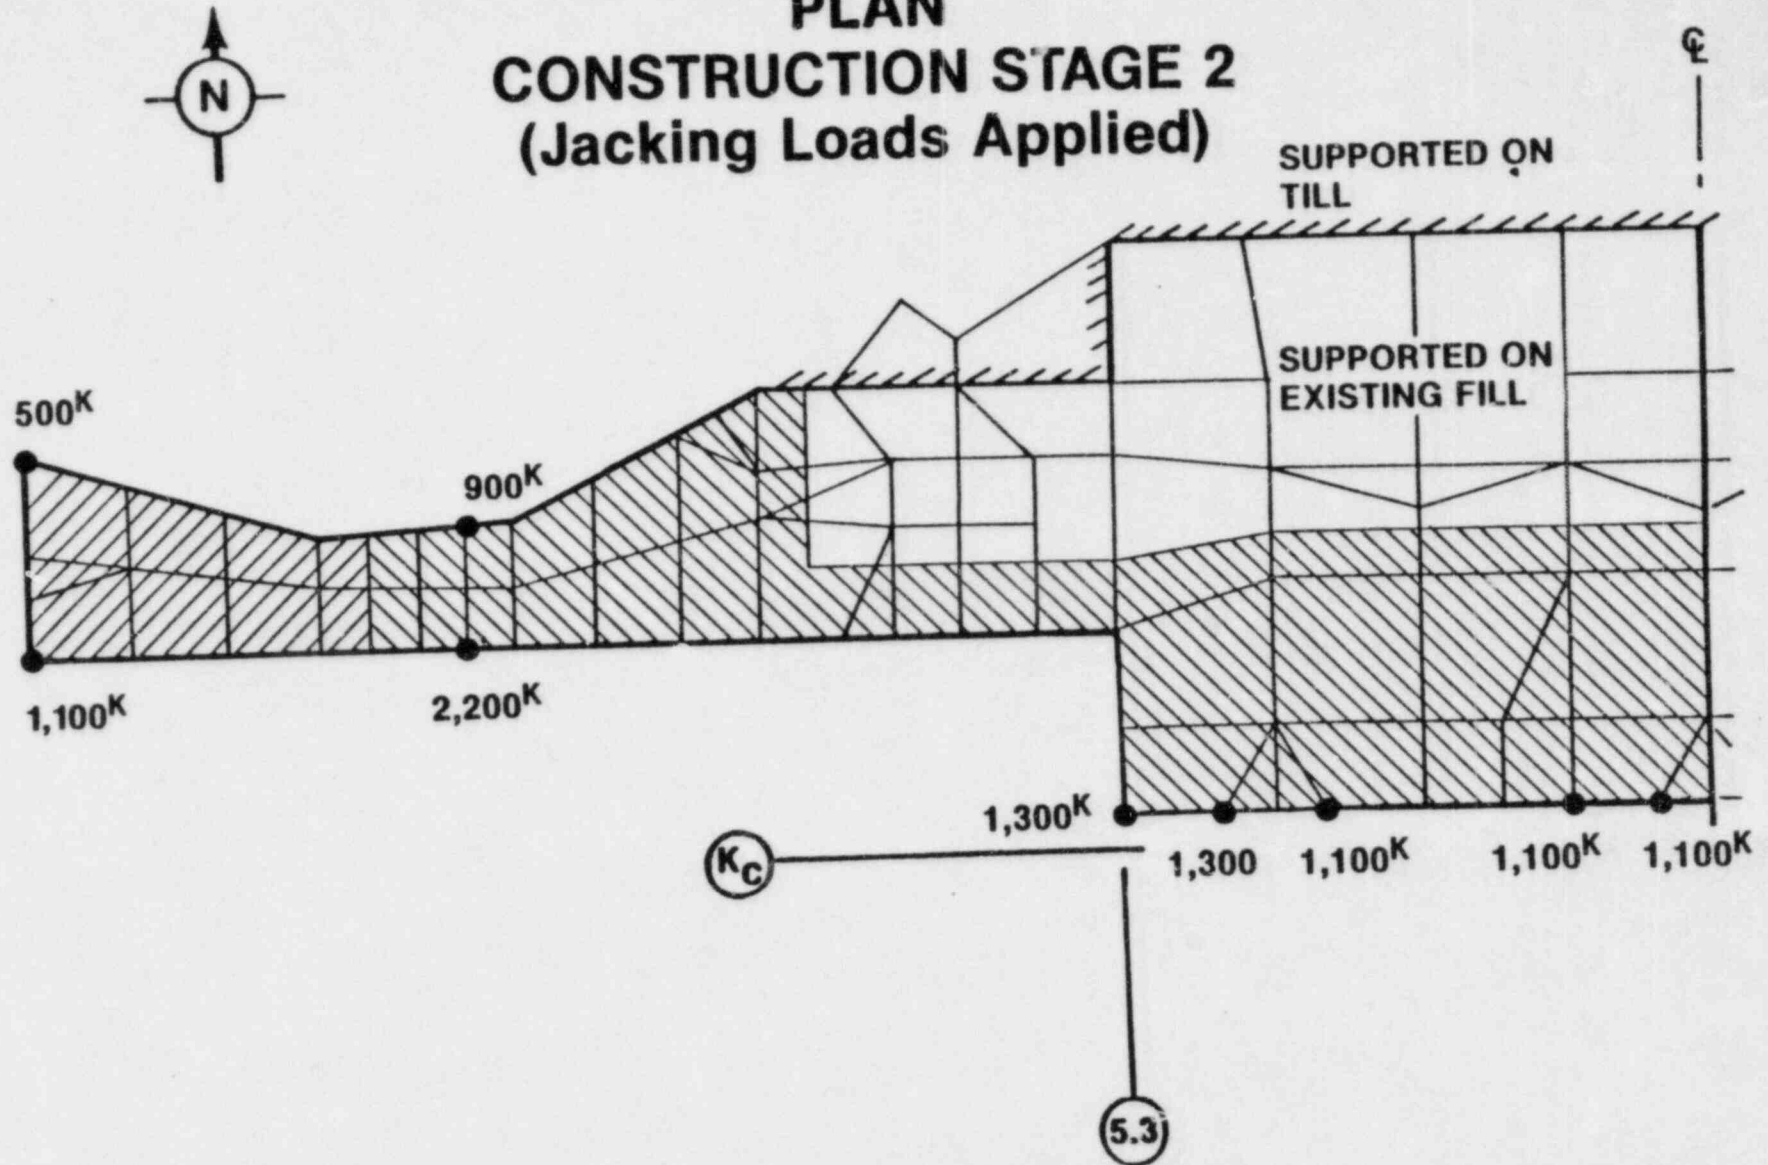 PLAN
CONSTRUCTION STAGE 2
(Jacking Loads Applied)
N
℄
SUPPORTED ON
TILL
SUPPORTED ON
EXISTING FILL
500K
900K
1,100K
2,200K
1,300K
1,300 1,100K 1,100K 1,100K
KC
5.3